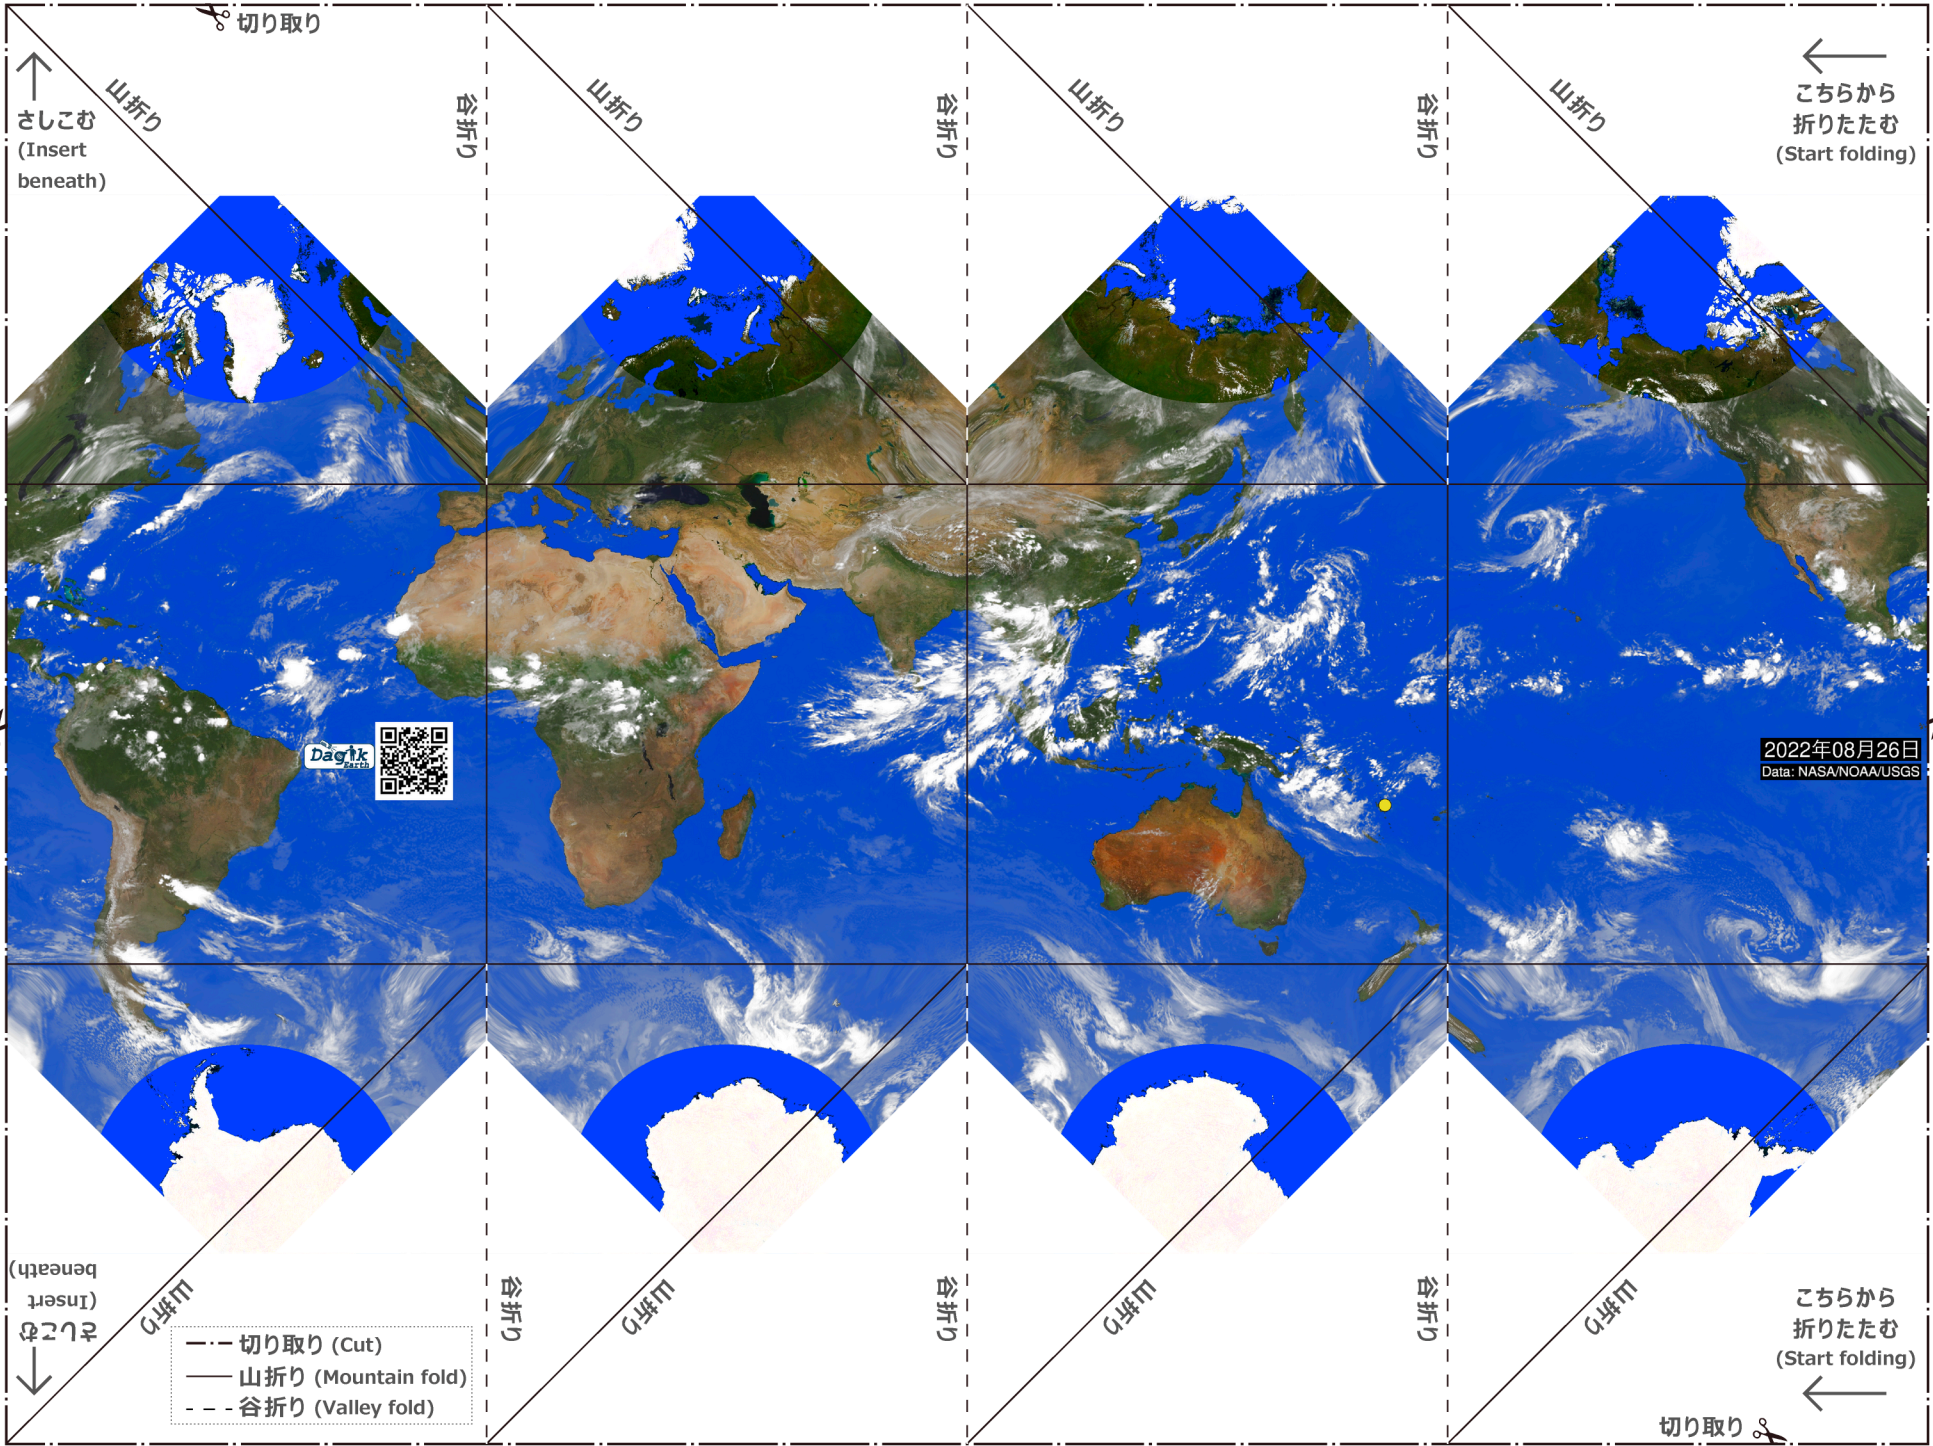 切り取り
山折り
谷折り
山折り
谷折り
山折り
谷折り
山折り
さしこむ
(Insert
beneath)
こちらから
折りたたむ
(Start folding)
Dagik
Earth
2022年08月26日
Data: NASA/NOAA/USGS
さしこむ
(Insert
beneath)
山折り
谷折り
山折り
谷折り
山折り
谷折り
山折り
切り取り (Cut)
山折り (Mountain fold)
谷折り (Valley fold)
こちらから
折りたたむ
(Start folding)
切り取り